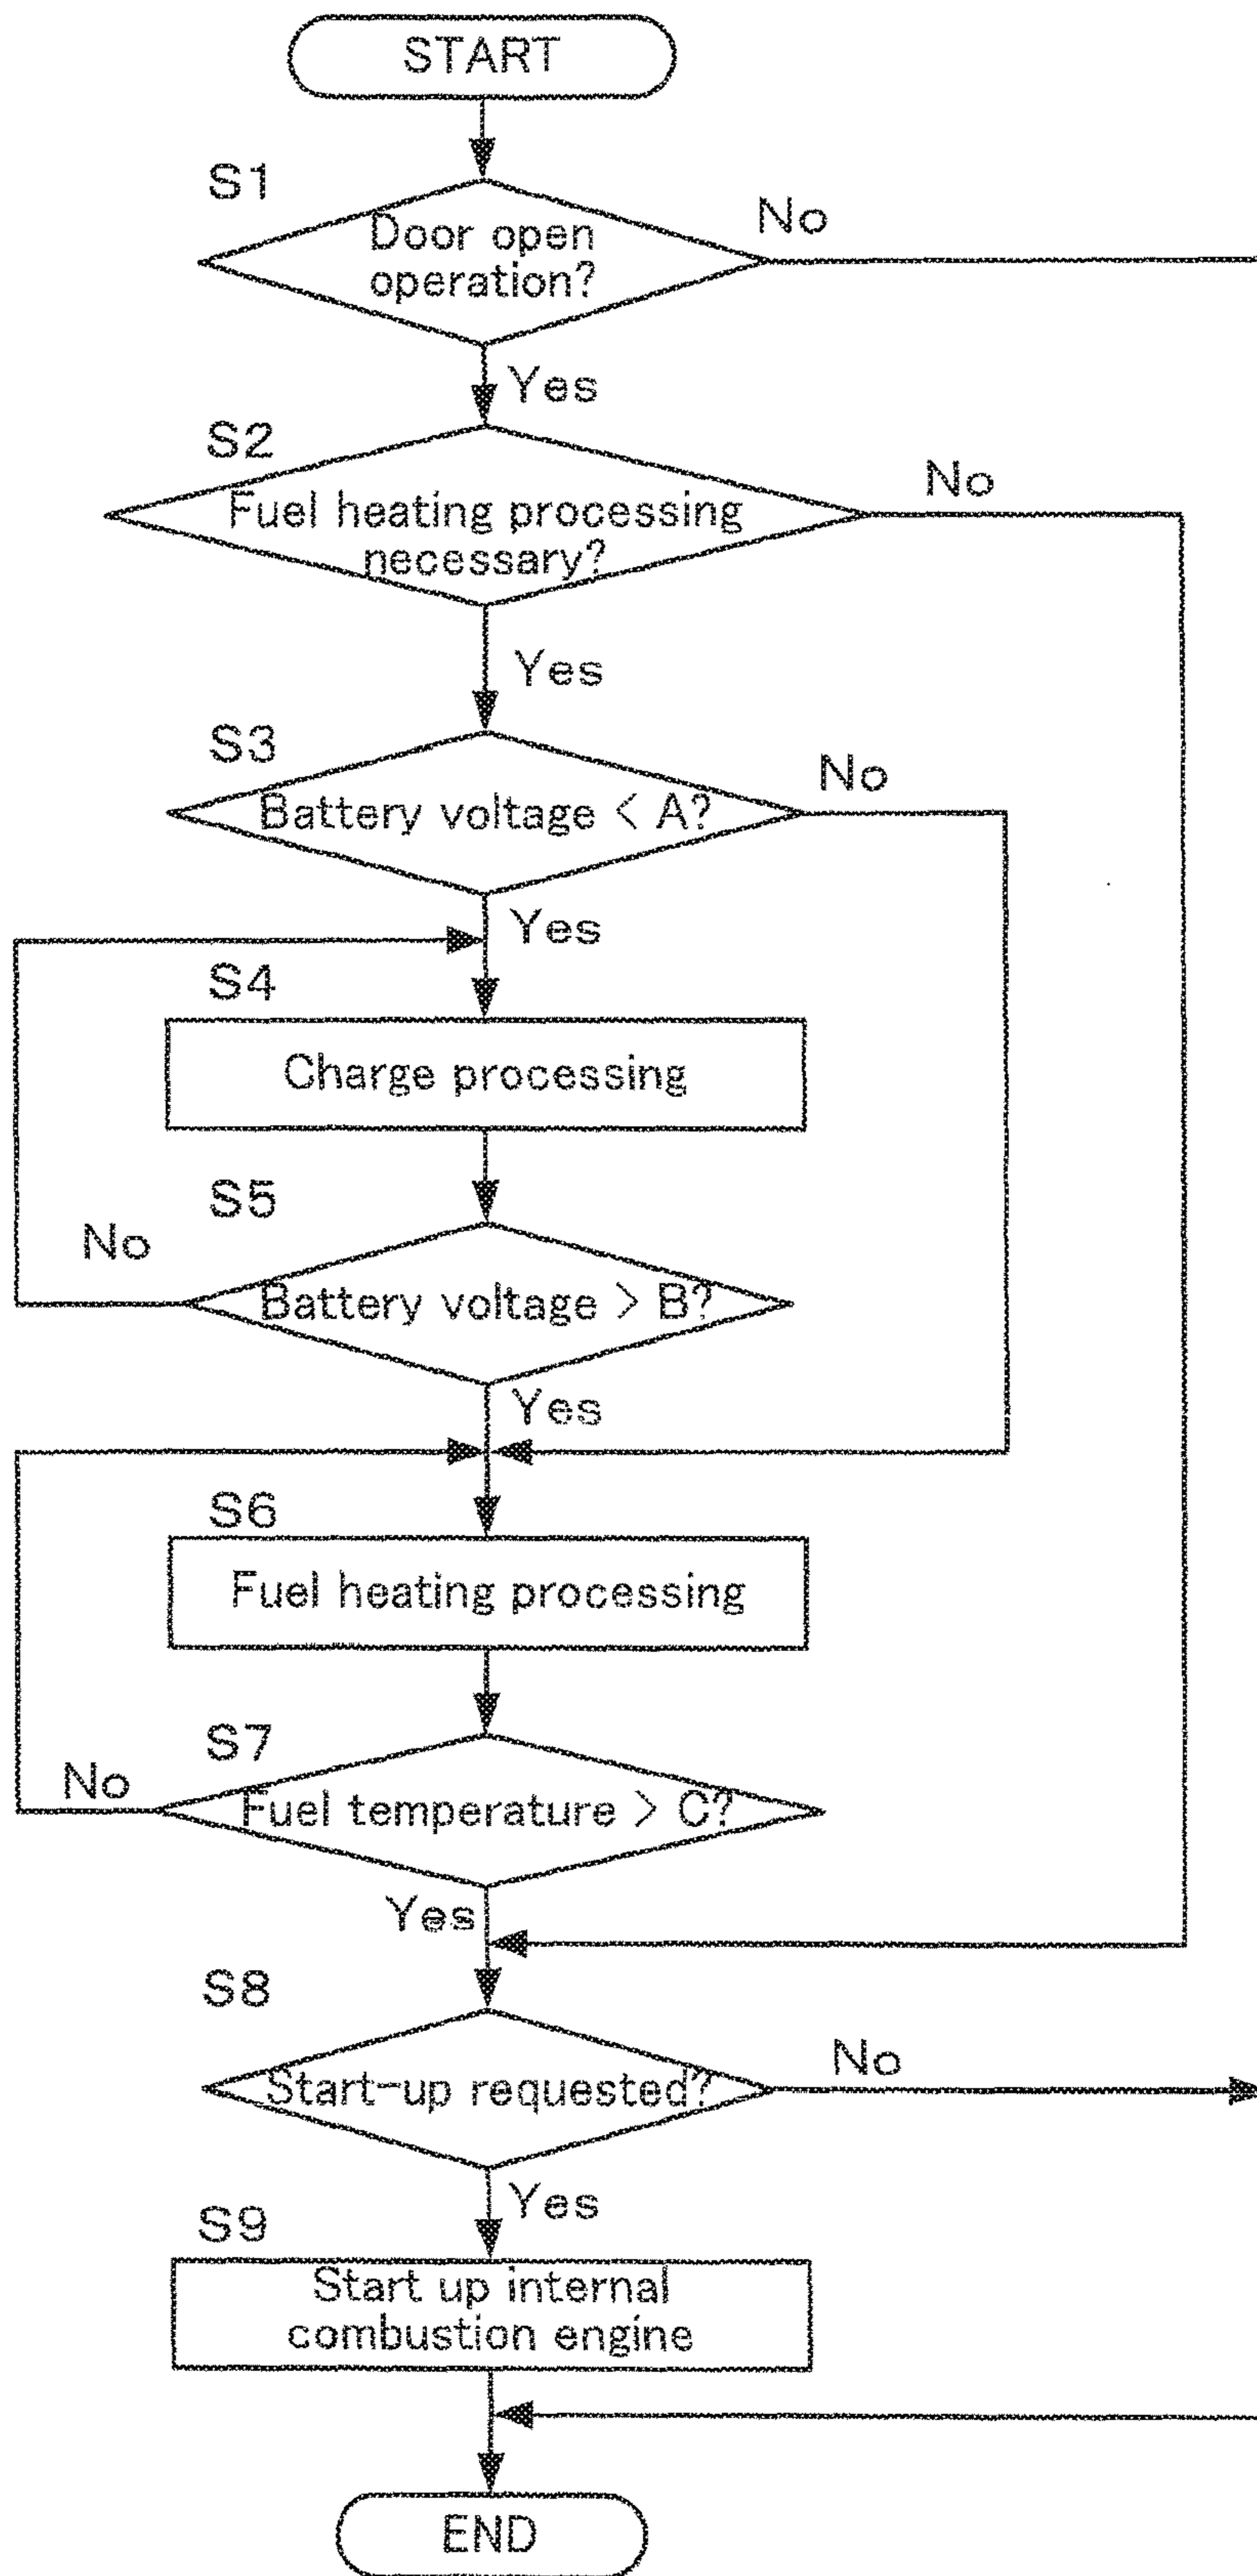 START
S1
Door open
operation?
No
Yes
S2
Fuel heating processing
necessary?
No
Yes
S3
Battery voltage < A?
No
Yes
S4
Charge processing
S5
No
Battery voltage > B?
Yes
S6
Fuel heating processing
S7
No
Fuel temperature > C?
Yes
S8
Start-up requested?
No
Yes
S9
Start up internal
combustion engine
END